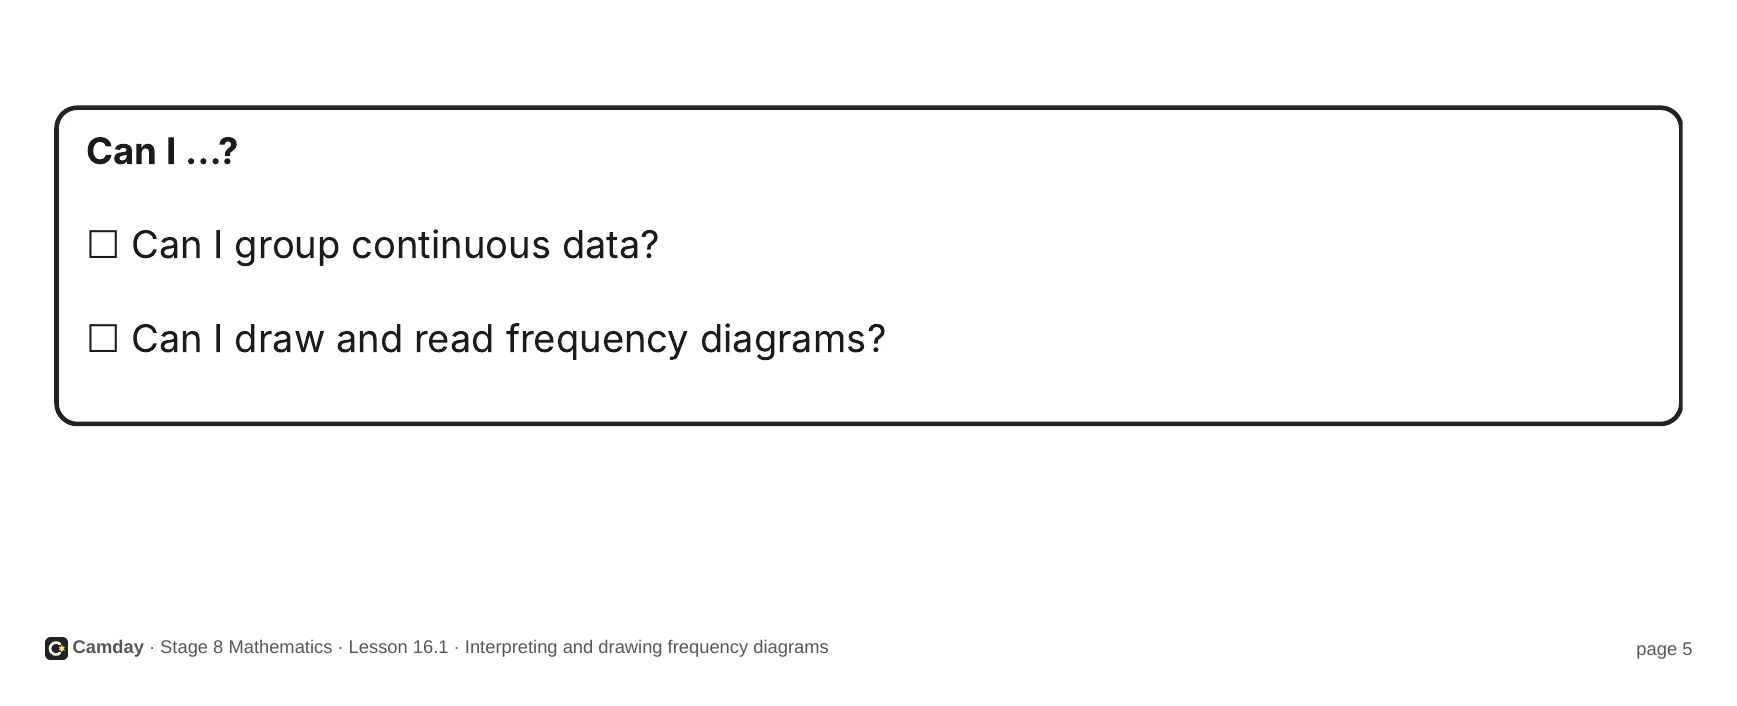 Can I ...?
☐ Can I group continuous data?
☐ Can I draw and read frequency diagrams?
Camday · Stage 8 Mathematics · Lesson 16.1 · Interpreting and drawing frequency diagrams
page 5